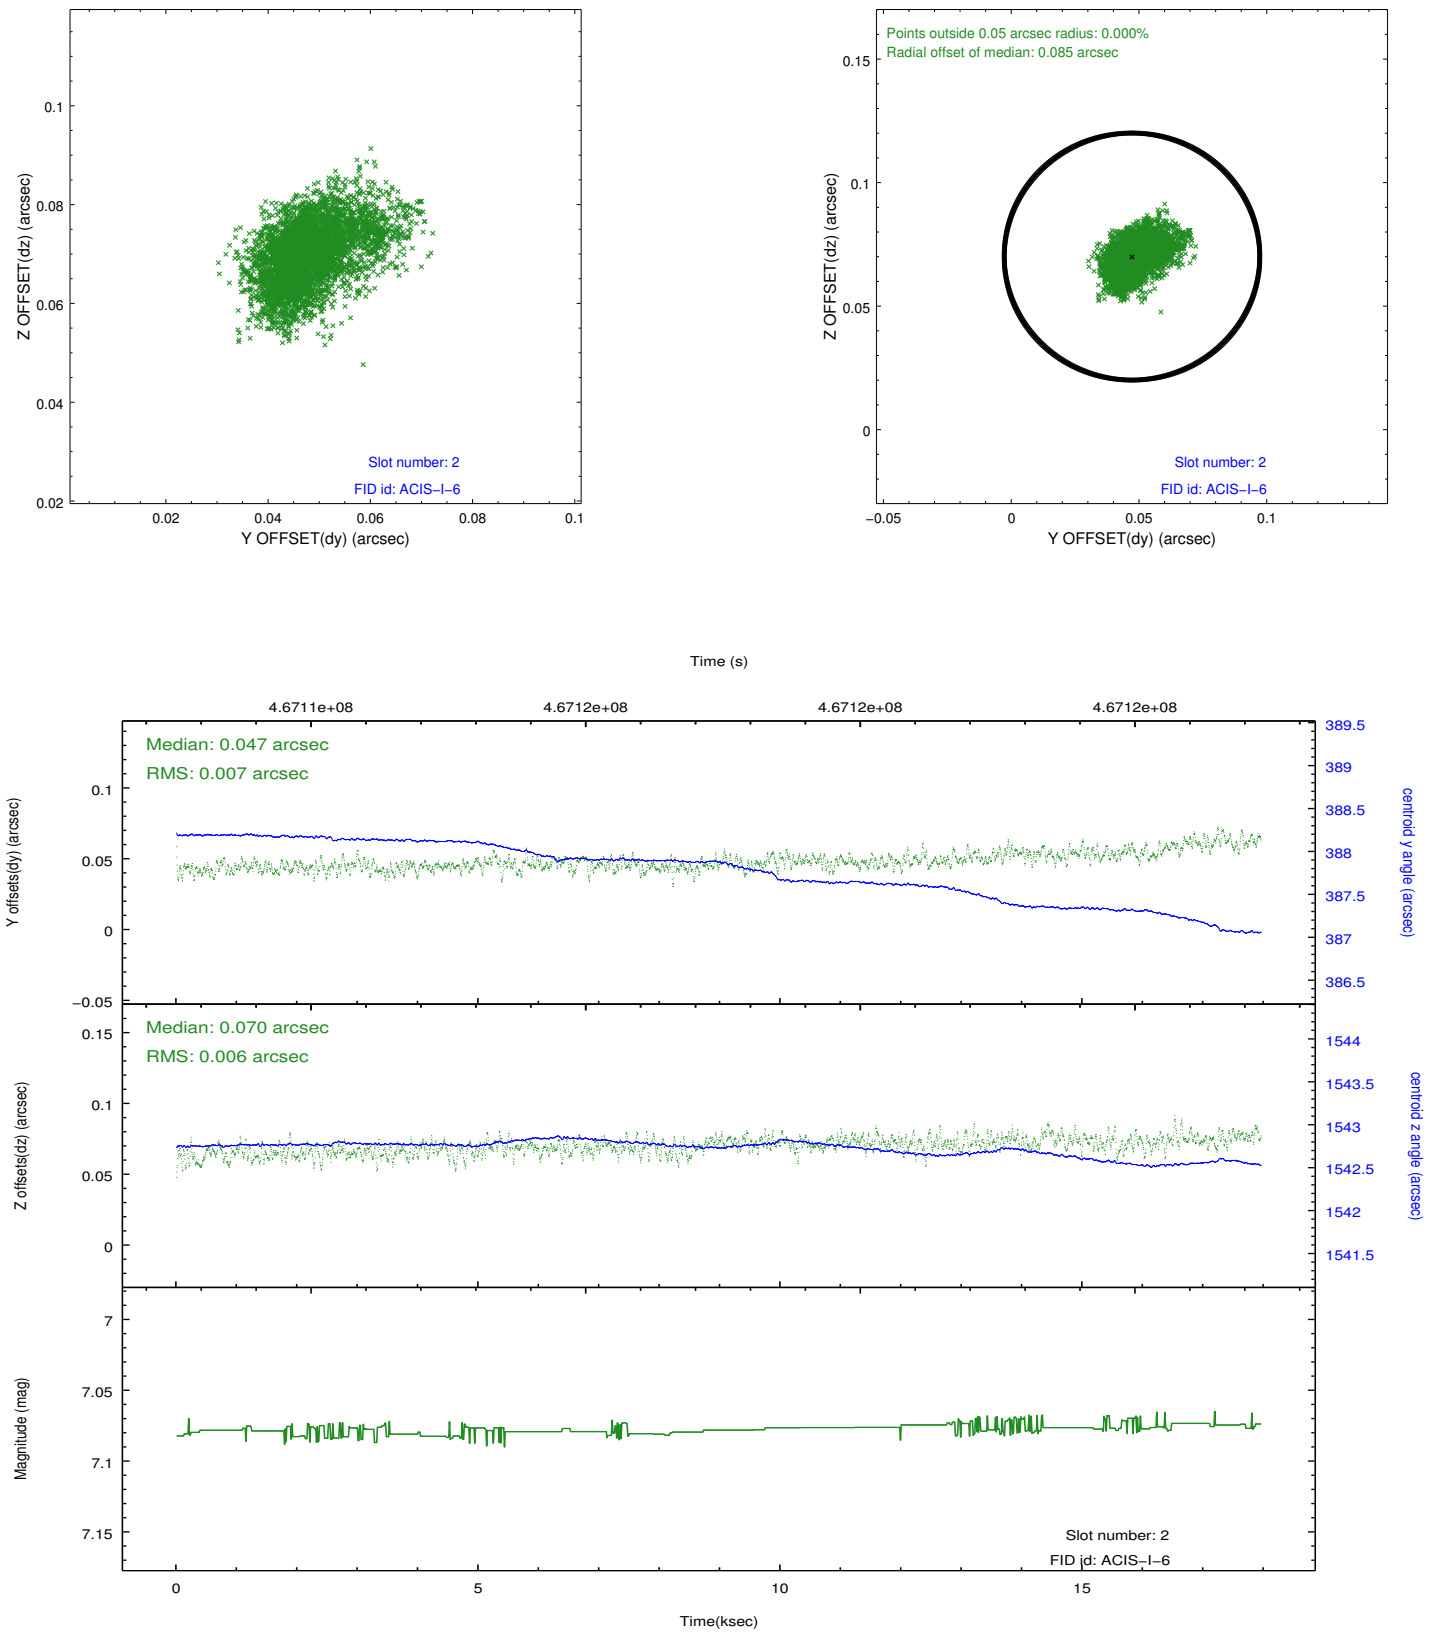 0.1
0.08
0.06
0.04
0.02
Z OFFSET(dz) (arcsec)
Slot number: 2
FID id: ACIS−I−6
0.02 0.04 0.06 0.08 0.1
Y OFFSET(dy) (arcsec)
Points outside 0.05 arcsec radius: 0.000%
Radial offset of median: 0.085 arcsec
0.15
0.1
0.05
0
Z OFFSET(dz) (arcsec)
Slot number: 2
FID id: ACIS−I−6
−0.05 0 0.05 0.1
Y OFFSET(dy) (arcsec)
Time (s)
4.6711e+08 4.6712e+08 4.6712e+08 4.6712e+08
Median: 0.047 arcsec
RMS: 0.007 arcsec
0.1
0.05
0
−0.05
Y offsets(dy) (arcsec)
389.5
389
388.5
388
387.5
387
386.5
centroid y angle (arcsec)
Median: 0.070 arcsec
RMS: 0.006 arcsec
0.15
0.1
0.05
0
Z offsets(dz) (arcsec)
1544
1543.5
1543
1542.5
1542
1541.5
centroid z angle (arcsec)
7
7.05
7.1
7.15
Magnitude (mag)
Slot number: 2
FID id: ACIS−I−6
0 5 10 15
Time(ksec)